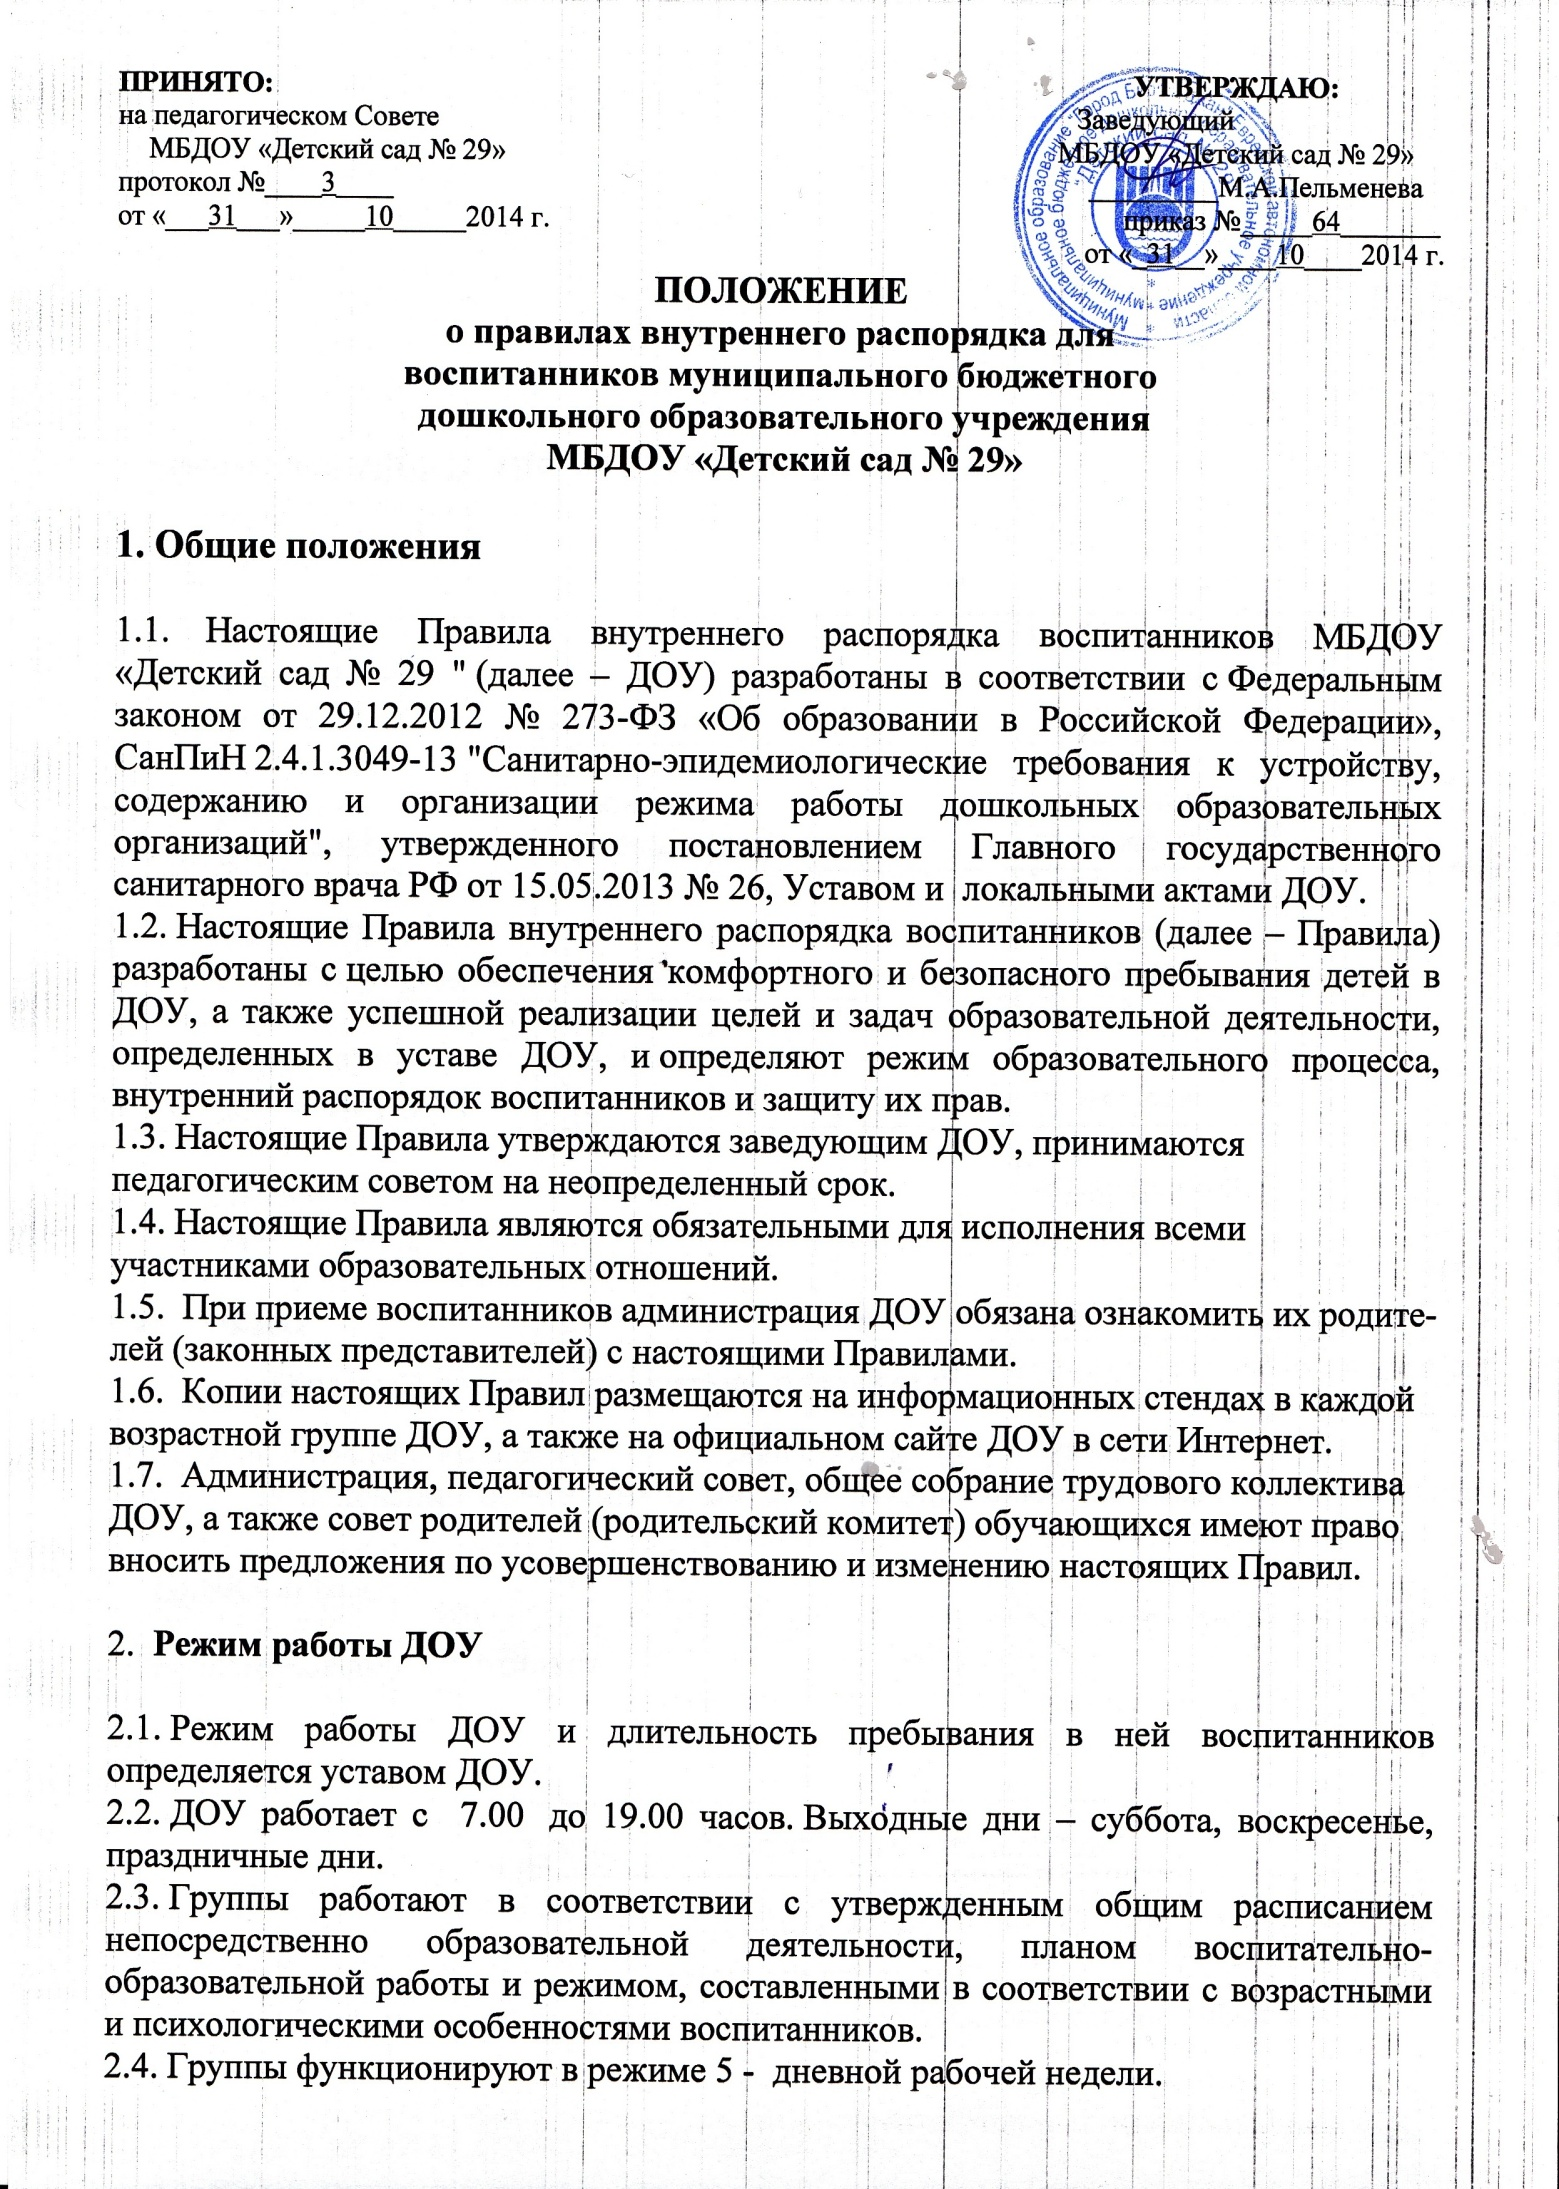 ПРИНЯТО:
на педагогическом Совете
МБДОУ «Детский сад № 29»
протокол №____3____
от «___31___»_____10_____2014 г.
УТВЕРЖДАЮ:
Заведующий
МБДОУ «Детский сад № 29»
_________М.А.Пельменева
приказ №_____64_______
от «_31__»____10____2014 г.
ПОЛОЖЕНИЕ
о правилах внутреннего распорядка для
воспитанников муниципального бюджетного
дошкольного образовательного учреждения
МБДОУ «Детский сад № 29»
1. Общие положения
1.1. Настоящие Правила внутреннего распорядка воспитанников МБДОУ
«Детский сад № 29 " (далее – ДОУ) разработаны в соответствии с Федеральным
законом от 29.12.2012 № 273-ФЗ «Об образовании в Российской Федерации»,
СанПиН 2.4.1.3049-13 "Санитарно-эпидемиологические требования к устройству,
содержанию и организации режима работы дошкольных образовательных
организаций", утвержденного постановлением Главного государственного
санитарного врача РФ от 15.05.2013 № 26, Уставом и локальными актами ДОУ.
1.2. Настоящие Правила внутреннего распорядка воспитанников (далее – Правила)
разработаны с целью обеспечения комфортного и безопасного пребывания детей в
ДОУ, а также успешной реализации целей и задач образовательной деятельности,
определенных в уставе ДОУ, и определяют режим образовательного процесса,
внутренний распорядок воспитанников и защиту их прав.
1.3. Настоящие Правила утверждаются заведующим ДОУ, принимаются
педагогическим советом на неопределенный срок.
1.4. Настоящие Правила являются обязательными для исполнения всеми
участниками образовательных отношений.
1.5. При приеме воспитанников администрация ДОУ обязана ознакомить их родите-
лей (законных представителей) с настоящими Правилами.
1.6. Копии настоящих Правил размещаются на информационных стендах в каждой
возрастной группе ДОУ, а также на официальном сайте ДОУ в сети Интернет.
1.7. Администрация, педагогический совет, общее собрание трудового коллектива
ДОУ, а также совет родителей (родительский комитет) обучающихся имеют право
вносить предложения по усовершенствованию и изменению настоящих Правил.
2. Режим работы ДОУ
2.1. Режим работы ДОУ и длительность пребывания в ней воспитанников
определяется уставом ДОУ.
2.2. ДОУ работает с 7.00 до 19.00 часов. Выходные дни – суббота, воскресенье,
праздничные дни.
2.3. Группы работают в соответствии с утвержденным общим расписанием
непосредственно образовательной деятельности, планом воспитательно-
образовательной работы и режимом, составленными в соответствии с возрастными
и психологическими особенностями воспитанников.
2.4. Группы функционируют в режиме 5 - дневной рабочей недели.